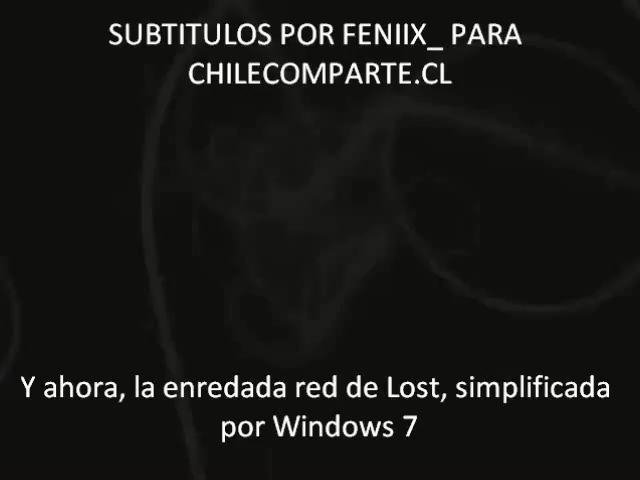 SUBTITULOS POR FENIIX_ PARA
CHILECOMPARTE.CL
Y ahora, la enredada red de Lost, simplificada
por Windows 7